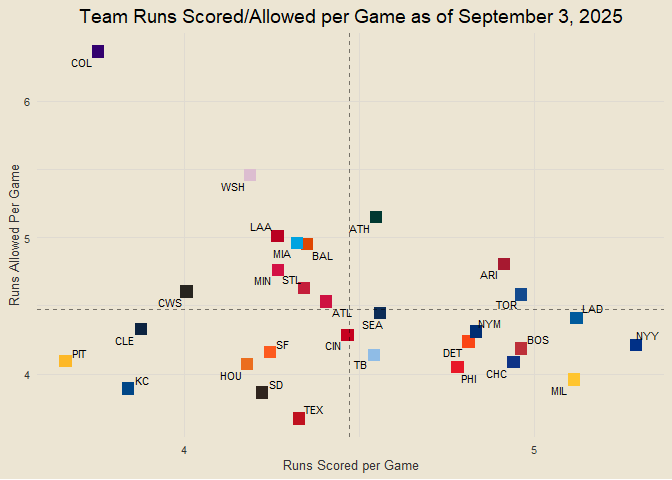 Team Runs Scored/Allowed per Game as of September 3, 2025
COL
6
WSH
LAA
ATH
MIA
BAL
MIN
STL
ARI
CWS
TOR
LAD
ATL
SEA
NYM
NYY
CLE
CIN
BOS
PIT
SF
DET
TB
HOU
PHI
CHC
KC
SD
MIL
TEX
5
4
Runs Allowed Per Game
4
5
Runs Scored per Game